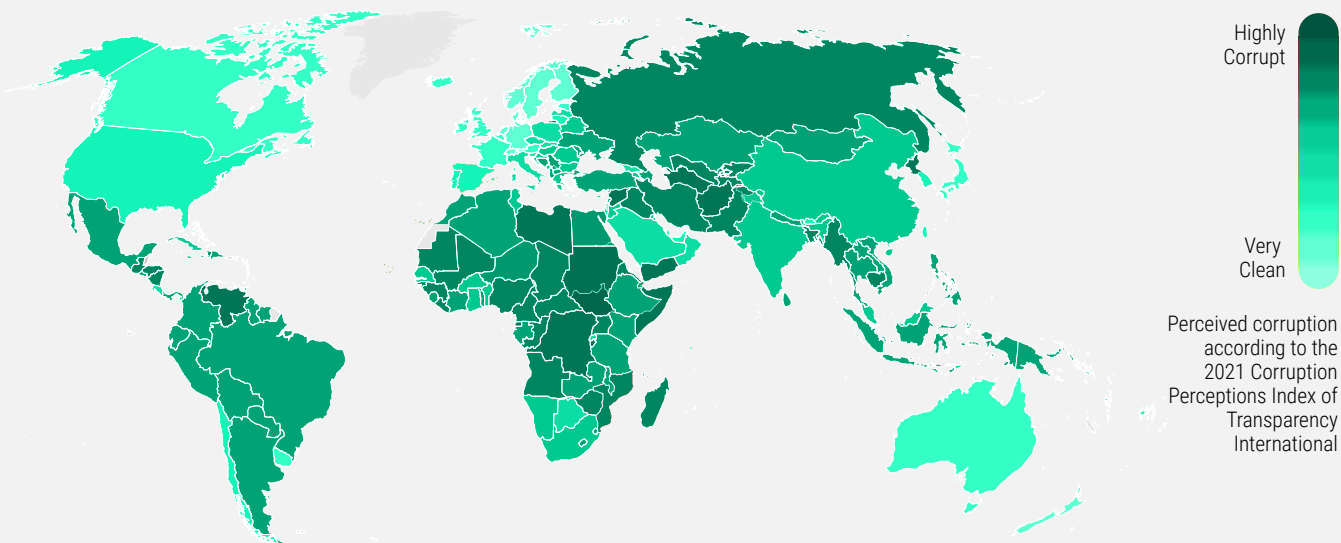 Highly
Corrupt
Very
Clean
Perceived corruption
according to the
2021 Corruption
Perceptions Index of
Transparency
International